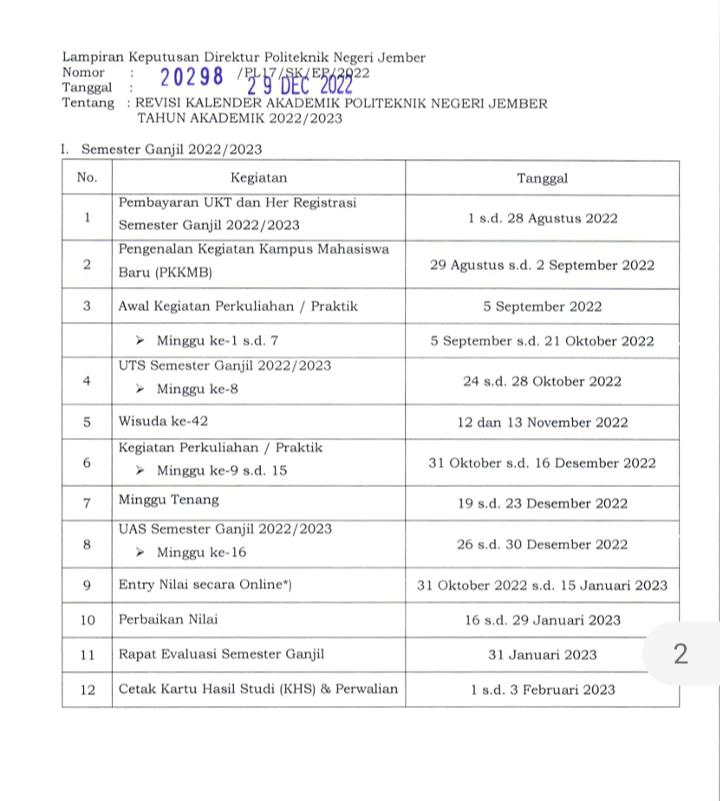 Lampiran Keputusan Direktur Politeknik Negeri Jember
Nomor : 20298 /PL17/SK/EP/2022
Tanggal : 29 DEC 2022
Tentang : REVISI KALENDER AKADEMIK POLITEKNIK NEGERI JEMBER
TAHUN AKADEMIK 2022/2023
I. Semester Ganjil 2022/2023
No. Kegiatan Tanggal
1 Pembayaran UKT dan Her Registrasi
Semester Ganjil 2022/2023 1 s.d. 28 Agustus 2022
2 Pengenalan Kegiatan Kampus Mahasiswa
Baru (PKKMB) 29 Agustus s.d. 2 September 2022
3 Awal Kegiatan Perkuliahan / Praktik 5 September 2022
➢ Minggu ke-1 s.d. 7 5 September s.d. 21 Oktober 2022
4 UTS Semester Ganjil 2022/2023
➢ Minggu ke-8 24 s.d. 28 Oktober 2022
5 Wisuda ke-42 12 dan 13 November 2022
6 Kegiatan Perkuliahan / Praktik
➢ Minggu ke-9 s.d. 15 31 Oktober s.d. 16 Desember 2022
7 Minggu Tenang 19 s.d. 23 Desember 2022
8 UAS Semester Ganjil 2022/2023
➢ Minggu ke-16 26 s.d. 30 Desember 2022
9 Entry Nilai secara Online*) 31 Oktober 2022 s.d. 15 Januari 2023
10 Perbaikan Nilai 16 s.d. 29 Januari 2023
11 Rapat Evaluasi Semester Ganjil 31 Januari 2023
2
12 Cetak Kartu Hasil Studi (KHS) & Perwalian 1 s.d. 3 Februari 2023